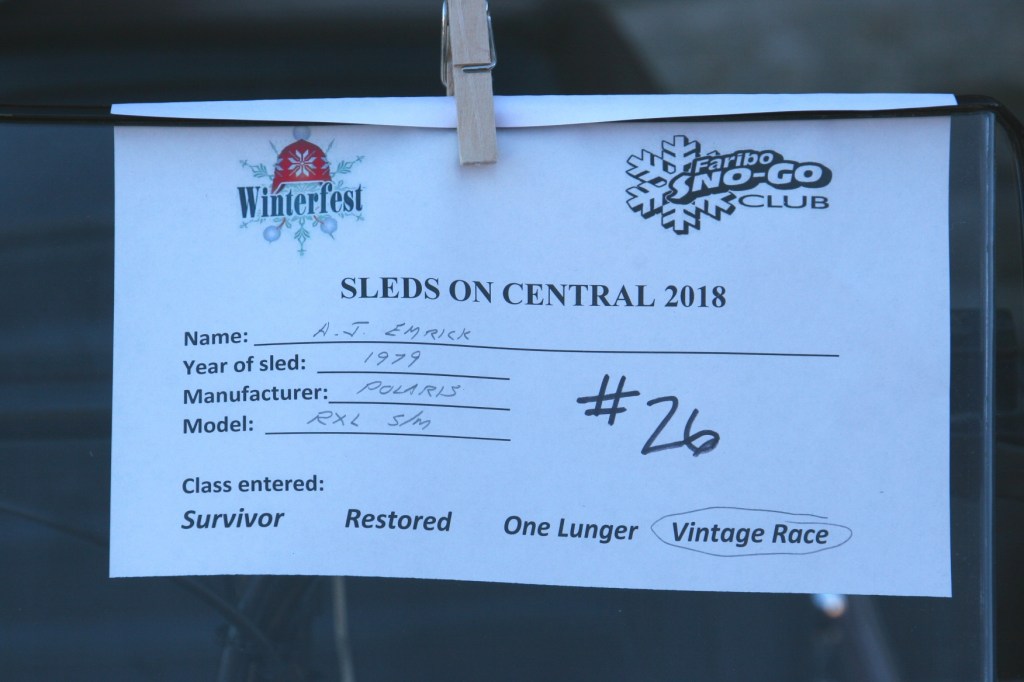 Winterfest
Fâribo
SNO-GO
CLUB
SLEDS ON CENTRAL 2018
Name: A.J. EMRICK
Year of sled: 1979
Manufacturer: POLARIS
Model: RXL S/M
#26
Class entered:
Survivor Restored One Lunger Vintage Race